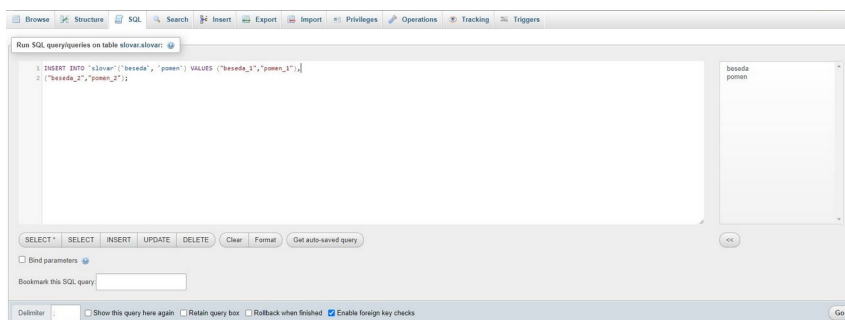 Browse Structure SQL Search Insert Export Import Privileges Operations Tracking Triggers
Run SQL query/queries on table slovar.slovar:
1 INSERT INTO `slovar`(`beseda`, `pomen`) VALUES ("beseda_1","pomen_1"),
2 ("beseda_2","pomen_2");
beseda
pomen
SELECT * SELECT INSERT UPDATE DELETE Clear Format Get auto-saved query <<
Bind parameters
Bookmark this SQL query:
Delimiter ; Show this query here again Retain query box Rollback when finished Enable foreign key checks Go